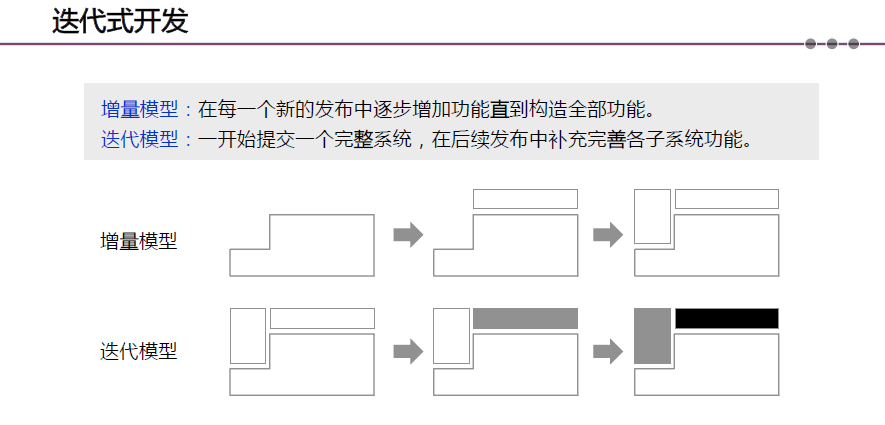 迭代式开发
增量模型：在每一个新的发布中逐步增加功能直到构造全部功能。
迭代模型：一开始提交一个完整系统，在后续发布中补充完善各子系统功能。
增量模型
迭代模型